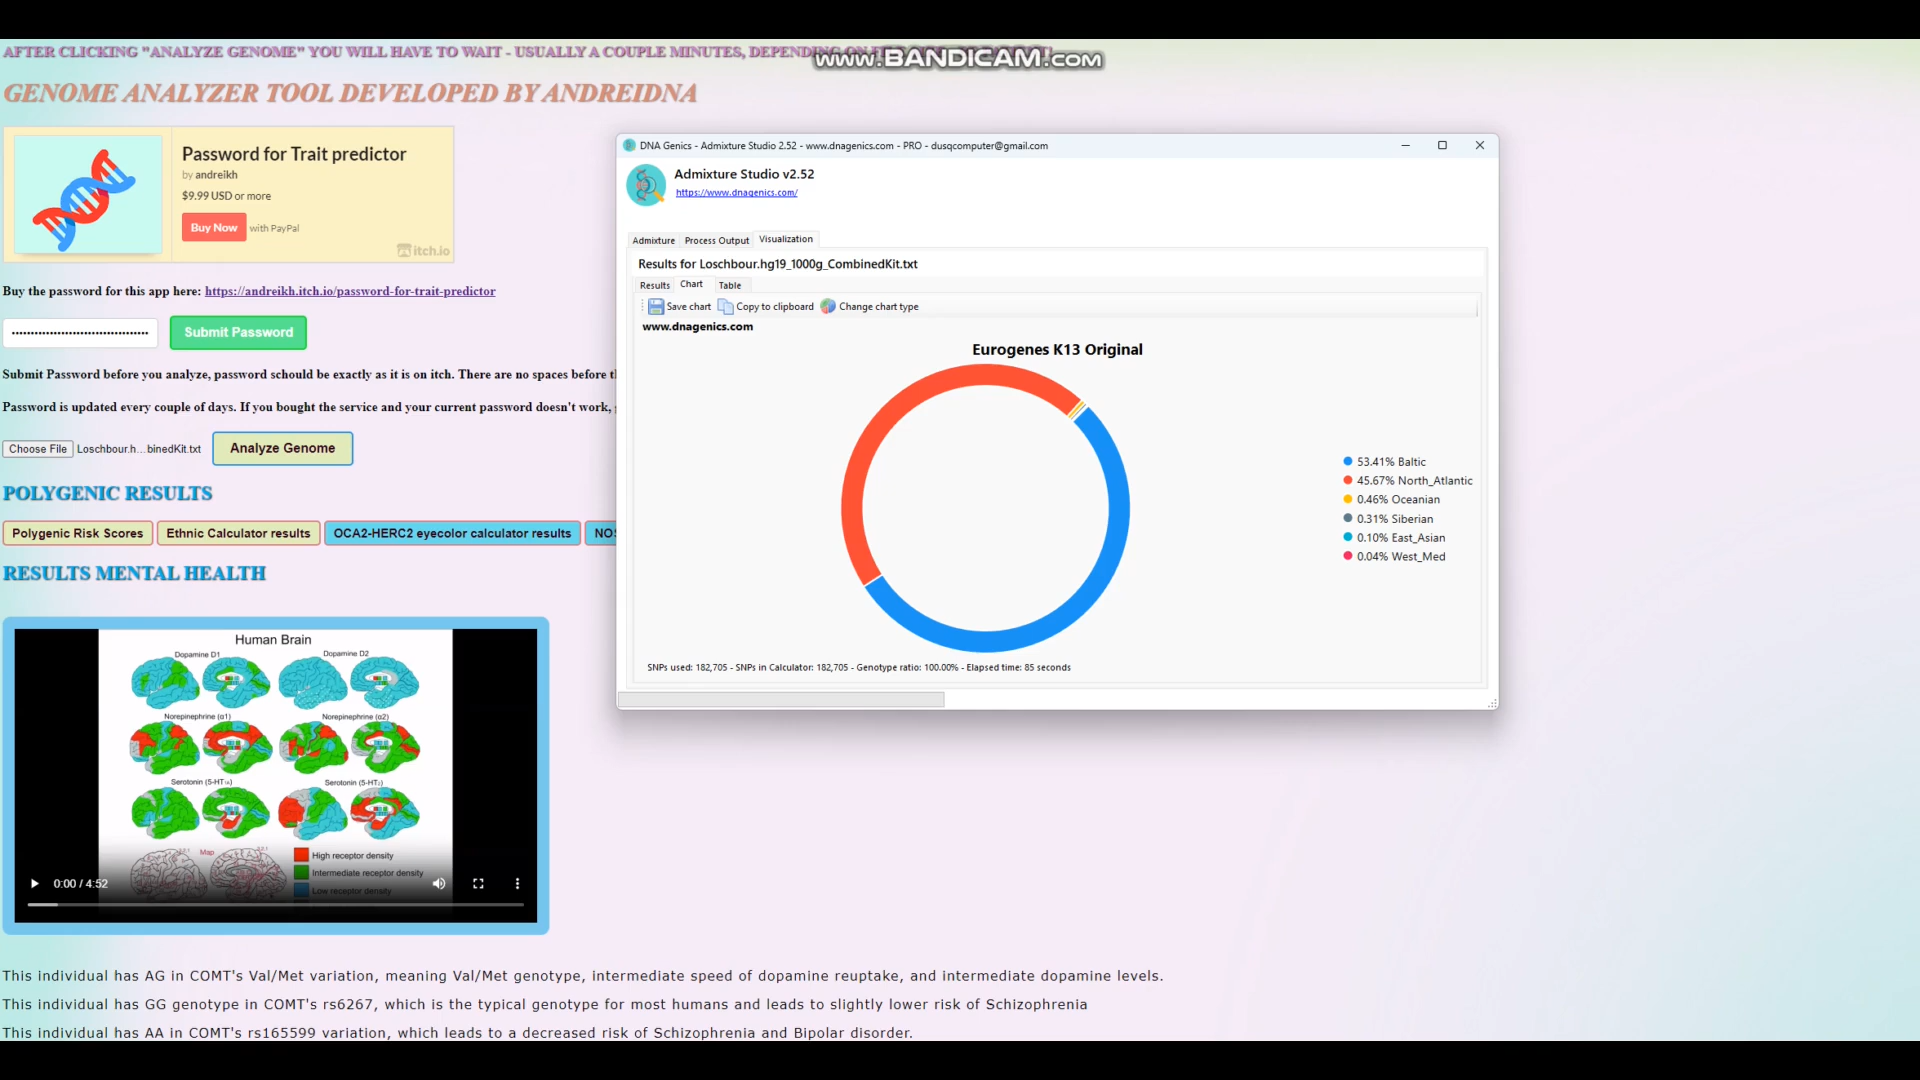 AFTER CLICKING "ANALYZE GENOME" YOU WILL HAVE TO WAIT - USUALLY A COUPLE MINUTES, DEPENDING ON
www.BANDICAM.com
GENOME ANALYZER TOOL DEVELOPED BY ANDREIDNA
Password for Trait predictor
by andreikh
$9.99 USD or more
Buy Now with PayPal
itch.io
Buy the password for this app here: https://andreikh.itch.io/password-for-trait-predictor
Submit Password
Submit Password before you analyze, password schould be exactly as it is on itch. There are no spaces before
Password is updated every couple of days. If you bought the service and your current password doesn't work,
Choose File Loschbour.h...binedKit.txt Analyze Genome
POLYGENIC RESULTS
Polygenic Risk Scores Ethnic Calculator results OCA2-HERC2 eyecolor calculator results
RESULTS MENTAL HEALTH
DNA Genics - Admixture Studio 2.52 - www.dnagenics.com - PRO - dusqcomputer@gmail.com
Admixture Studio v2.52
https://www.dnagenics.com/
Admixture Process Output Visualization
Results for Loschbour.hg19_1000g_CombinedKit.txt
Results Chart Table
Save chart Copy to clipboard Change chart type
www.dnagenics.com
Eurogenes K13 Original
53.41% Baltic
45.67% North_Atlantic
0.46% Oceanian
0.31% Siberian
0.10% East_Asian
0.04% West_Med
SNPs used: 182,705 - SNPs in Calculator: 182,705 - Genotype ratio: 100.00% - Elapsed time: 85 seconds
Human Brain
Dopamine D1 Dopamine D2
Norepinephrine (α1) Norepinephrine (α2)
Serotonin (5-HT1A) Serotonin (5-HT2)
Map
High receptor density
Intermediate receptor density
Low receptor density
0:00 / 4:52
This individual has AG in COMT's Val/Met variation, meaning Val/Met genotype, intermediate speed of dopamine reuptake, and intermediate dopamine levels.
This individual has GG genotype in COMT's rs6267, which is the typical genotype for most humans and leads to slightly lower risk of Schizophrenia
This individual has AA in COMT's rs165599 variation, which leads to a decreased risk of Schizophrenia and Bipolar disorder.